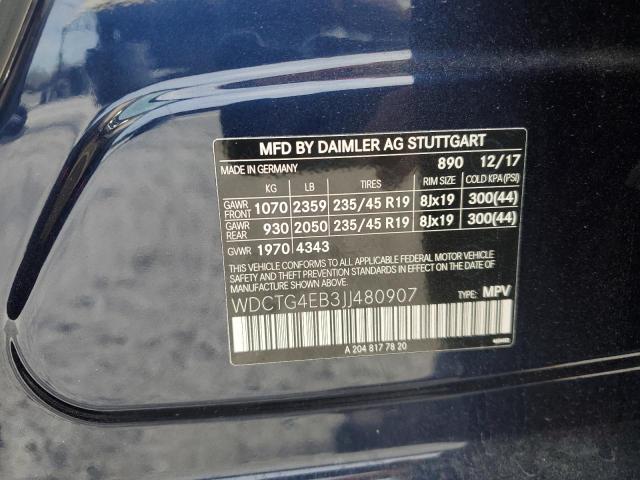 MFD BY DAIMLER AG STUTTGART
MADE IN GERMANY 890 12/17
KG LB TIRES RIM SIZE COLD KPA(PSI)
GAWR FRONT 1070 2359 235/45 R19 8Jx19 300(44)
GAWR REAR 930 2050 235/45 R19 8Jx19 300(44)
GVWR 1970 4343
THIS VEHICLE CONFORMS TO ALL APPLICABLE FEDERAL MOTOR VEHICLE
SAFETY AND THEFT PREVENTION STANDARDS IN EFFECT ON THE DATE OF
MANUFACTURE SHOWN ABOVE.
WDCTG4EB3JJ480907 TYPE: MPV
A 204 817 78 20